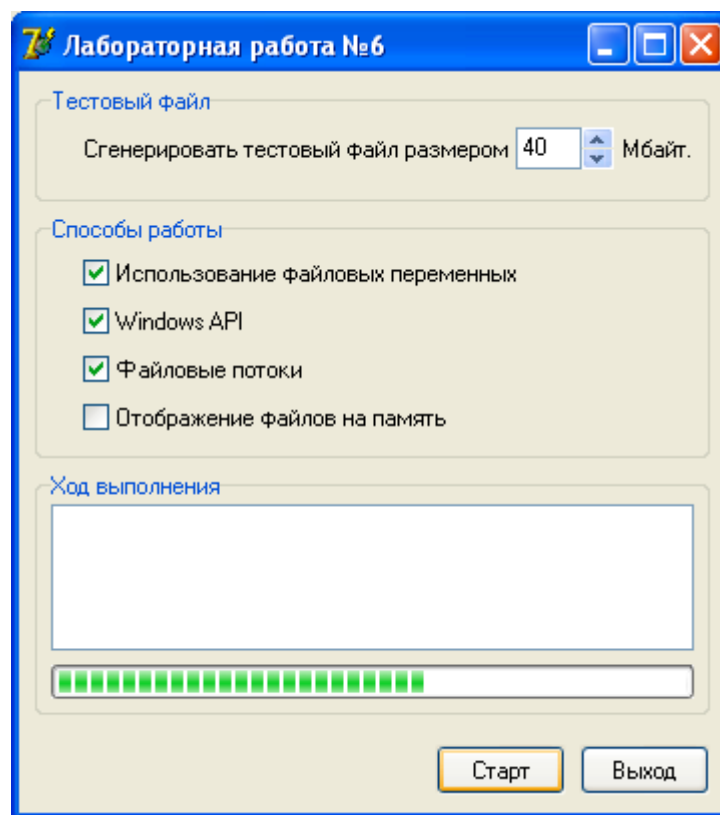 Лабораторная работа №6
Тестовый файл
Сгенерировать тестовый файл размером 40 Мбайт.
Способы работы
Использование файловых переменных
Windows API
Файловые потоки
Отображение файлов на память
Ход выполнения
Старт Выход